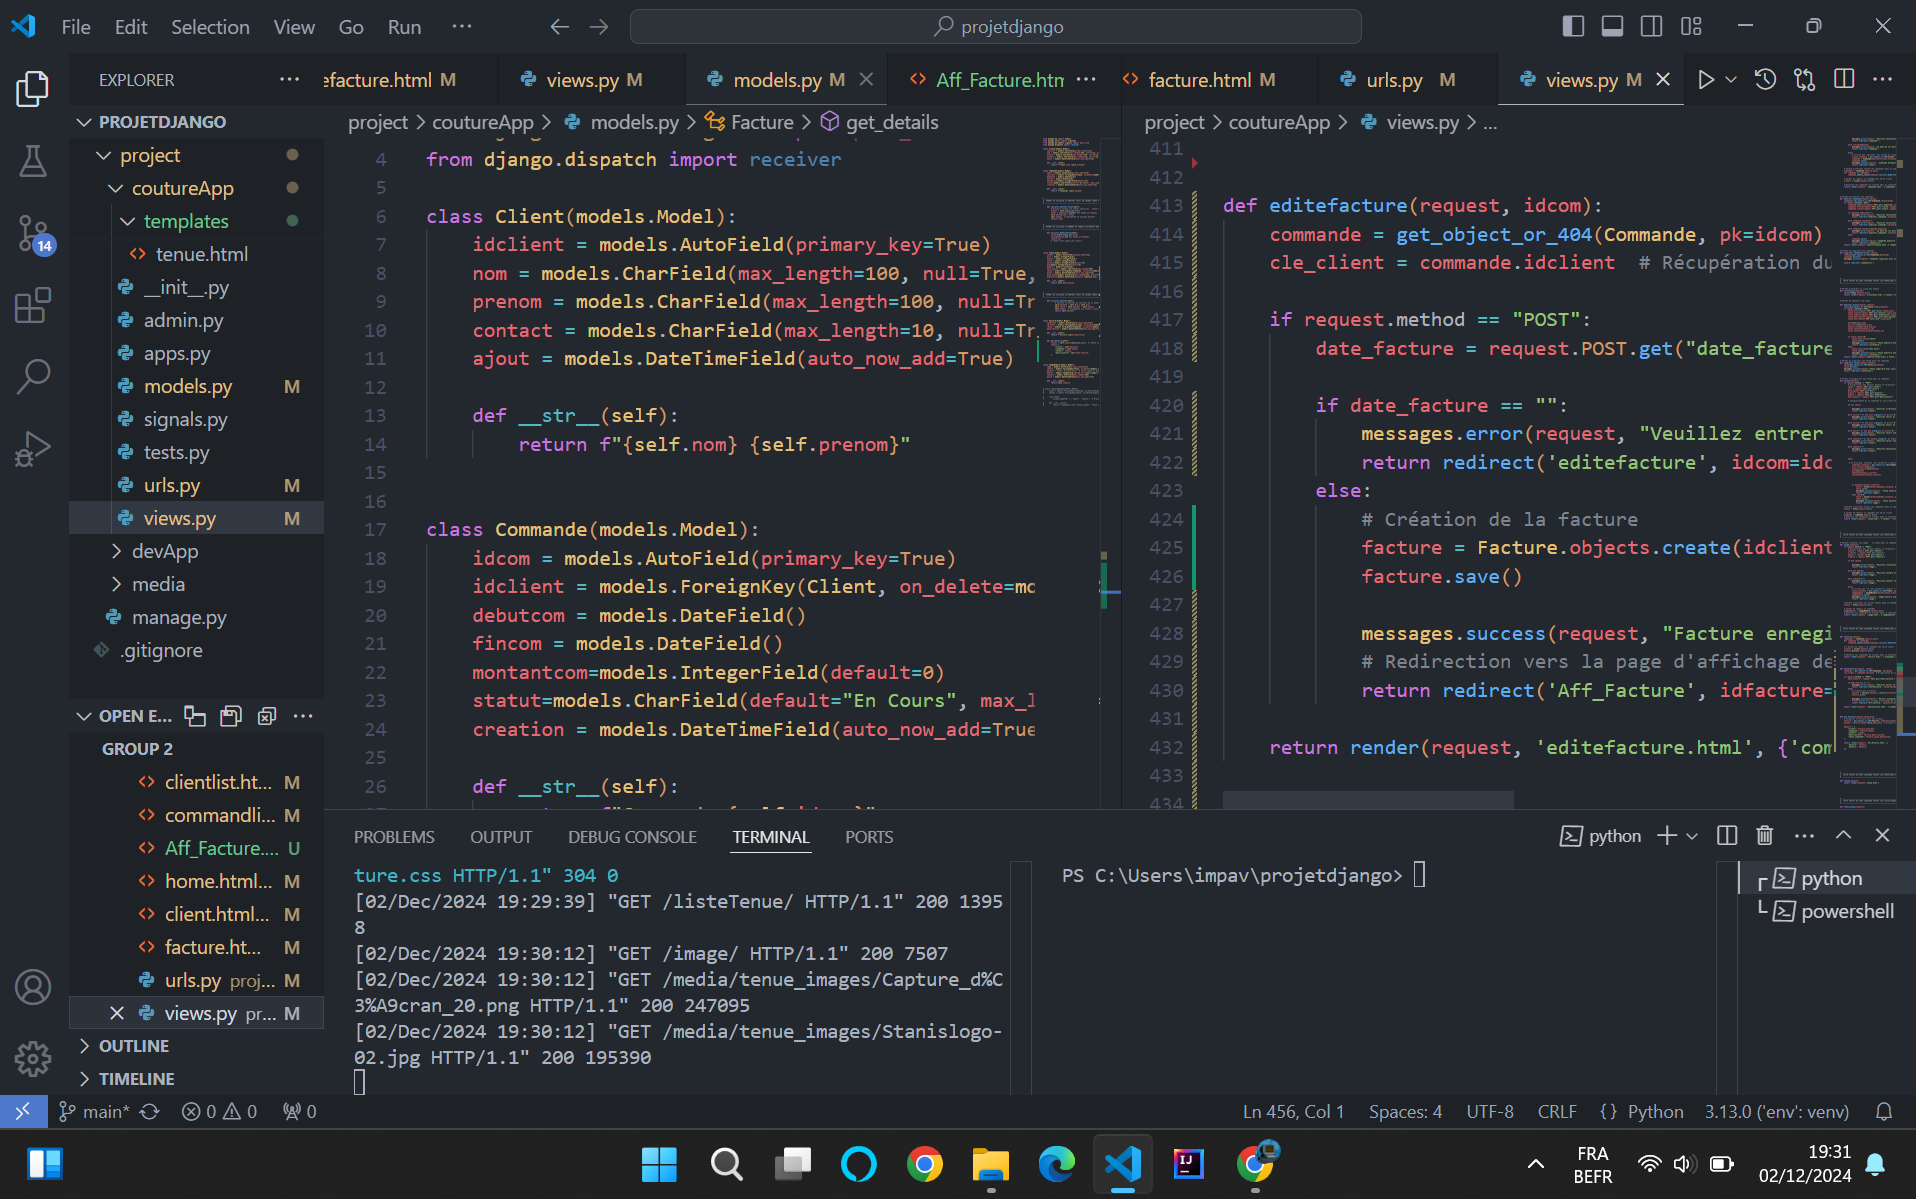 File Edit Selection View Go Run ···
projetdjango
EXPLORER
efacture.html M
views.py M
models.py M
Aff_Facture.htm
facture.html M
urls.py M
views.py M
PROJETDJANGO
project
coutureApp
templates
tenue.html
__init__.py
admin.py
apps.py
models.py M
signals.py
tests.py
urls.py M
views.py M
devApp
media
manage.py
.gitignore
OPEN E...
GROUP 2
clientlist.ht... M
commandli... M
Aff_Facture.... U
home.html... M
client.html... M
facture.ht... M
urls.py proj... M
views.py pr... M
OUTLINE
TIMELINE
14
project > coutureApp > models.py > Facture > get_details
4 from django.dispatch import receiver
5
6 class Client(models.Model):
7 idclient = models.AutoField(primary_key=True)
8 nom = models.CharField(max_length=100, null=True,
9 prenom = models.CharField(max_length=100, null=Tr
10 contact = models.CharField(max_length=10, null=Tr
11 ajout = models.DateTimeField(auto_now_add=True)
12
13 def __str__(self):
14 return f"{self.nom} {self.prenom}"
15
16
17 class Commande(models.Model):
18 idcom = models.AutoField(primary_key=True)
19 idclient = models.ForeignKey(Client, on_delete=mo
20 debutcom = models.DateField()
21 fincom = models.DateField()
22 montantcom=models.IntegerField(default=0)
23 statut=models.CharField(default="En Cours", max_l
24 creation = models.DateTimeField(auto_now_add=True
25
26 def __str__(self):
project > coutureApp > views.py > ...
411
412
413 def editefacture(request, idcom):
414 commande = get_object_or_404(Commande, pk=idcom)
415 cle_client = commande.idclient # Récupération du
416
417 if request.method == "POST":
418 date_facture = request.POST.get("date_facture
419
420 if date_facture == "":
421 messages.error(request, "Veuillez entrer
422 return redirect('editefacture', idcom=idc
423 else:
424 # Création de la facture
425 facture = Facture.objects.create(idclient
426 facture.save()
427
428 messages.success(request, "Facture enregi
429 # Redirection vers la page d'affichage de
430 return redirect('Aff_Facture', idfacture=
431
432 return render(request, 'editefacture.html', {'com
433
434
PROBLEMS OUTPUT DEBUG CONSOLE TERMINAL PORTS
python
ture.css HTTP/1.1" 304 0
[02/Dec/2024 19:29:39] "GET /listeTenue/ HTTP/1.1" 200 1395
8
[02/Dec/2024 19:30:12] "GET /image/ HTTP/1.1" 200 7507
[02/Dec/2024 19:30:12] "GET /media/tenue_images/Capture_d%C
3%A9cran_20.png HTTP/1.1" 200 247095
[02/Dec/2024 19:30:12] "GET /media/tenue_images/Stanislogo-
02.jpg HTTP/1.1" 200 195390
PS C:\Users\impav\projetdjango>
python
powershell
main* 0 0 0
Ln 456, Col 1 Spaces: 4 UTF-8 CRLF {} Python 3.13.0 ('env': venv)
IJ
FRA
BEFR
19:31
02/12/2024